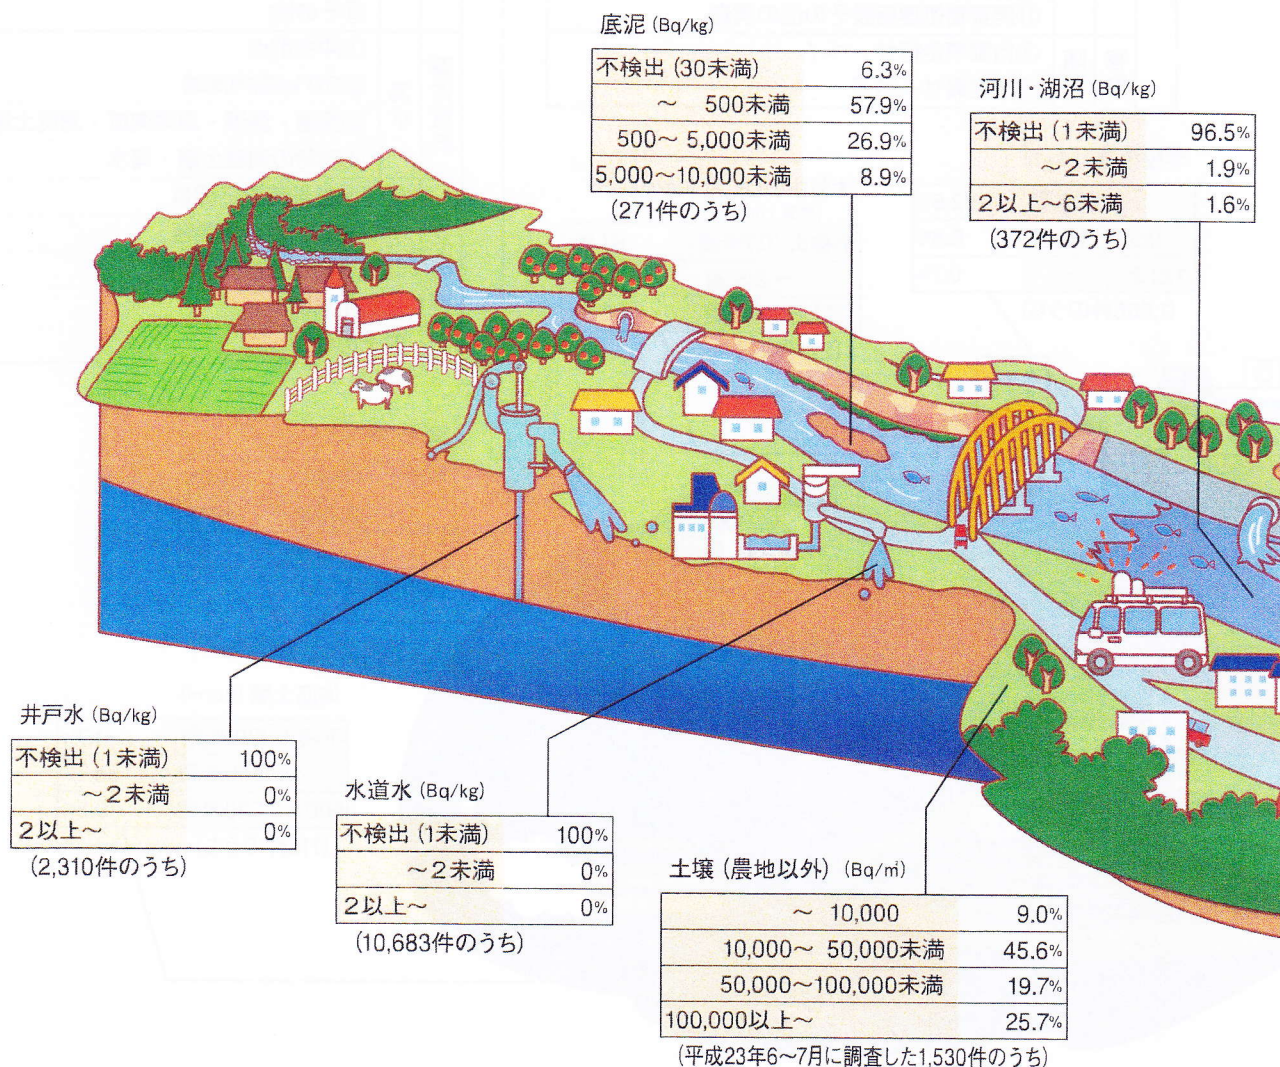 底泥 (Bq/kg)
不検出 (30未満) 6.3%
～ 500未満 57.9%
500～ 5,000未満 26.9%
5,000～10,000未満 8.9%
(271件のうち)
河川・湖沼 (Bq/kg)
不検出 (1未満) 96.5%
～2未満 1.9%
2以上～6未満 1.6%
(372件のうち)
井戸水 (Bq/kg)
不検出 (1未満) 100%
～2未満 0%
2以上～ 0%
(2,310件のうち)
水道水 (Bq/kg)
不検出 (1未満) 100%
～2未満 0%
2以上～ 0%
(10,683件のうち)
土壌 (農地以外) (Bq/㎡)
～ 10,000 9.0%
10,000～ 50,000未満 45.6%
50,000～100,000未満 19.7%
100,000以上～ 25.7%
(平成23年6～7月に調査した1,530件のうち)